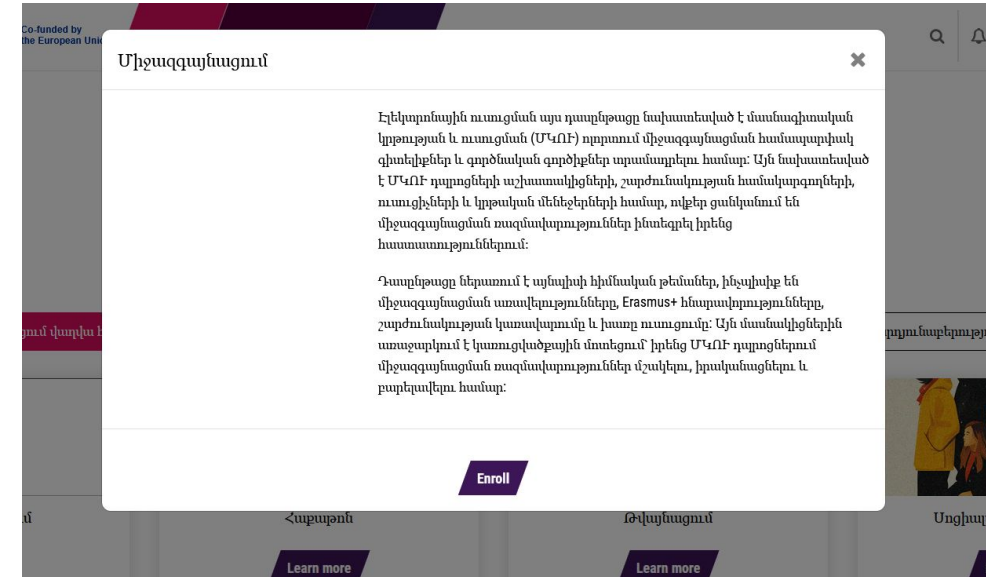 Co-funded by
the European
Միջազգայնացում
Էլեկտրոնային ուսուցման այս դասընթացը նախատեսված է մասնագիտական
կրթության և ուսուցման (ՄԿՈՒ) ոլորտում միջազգայնացման համապարփակ
գիտելիքներ և գործնական գործիքներ տրամադրելու համար: Այն նախատեսված
է ՄԿՈՒ դպրոցների աշխատակիցների, շարժունակության համակարգողների,
ուսուցիչների և կրթական մենեջերների համար, ովքեր ցանկանում են
միջազգայնացման ռազմավարություններ ինտեգրել իրենց
հաստատություններում:
Դասընթացը ներառում է այնպիսի հիմնական թեմաներ, ինչպիսիք են
միջազգայնացման առավելությունները, Erasmus+ հնարավորությունները,
շարժունակության կառավարումը և խառը ուսուցումը: Այն մասնակիցներին
առաջարկում է կառուցվածքային մոտեցում՝ իրենց ՄԿՈՒ դպրոցներում
միջազգայնացման ռազմավարություններ մշակելու, իրականացնելու և
բարելավելու համար:
Enroll
Հաքաթոն
Թվայնացում
Learn more
Learn more